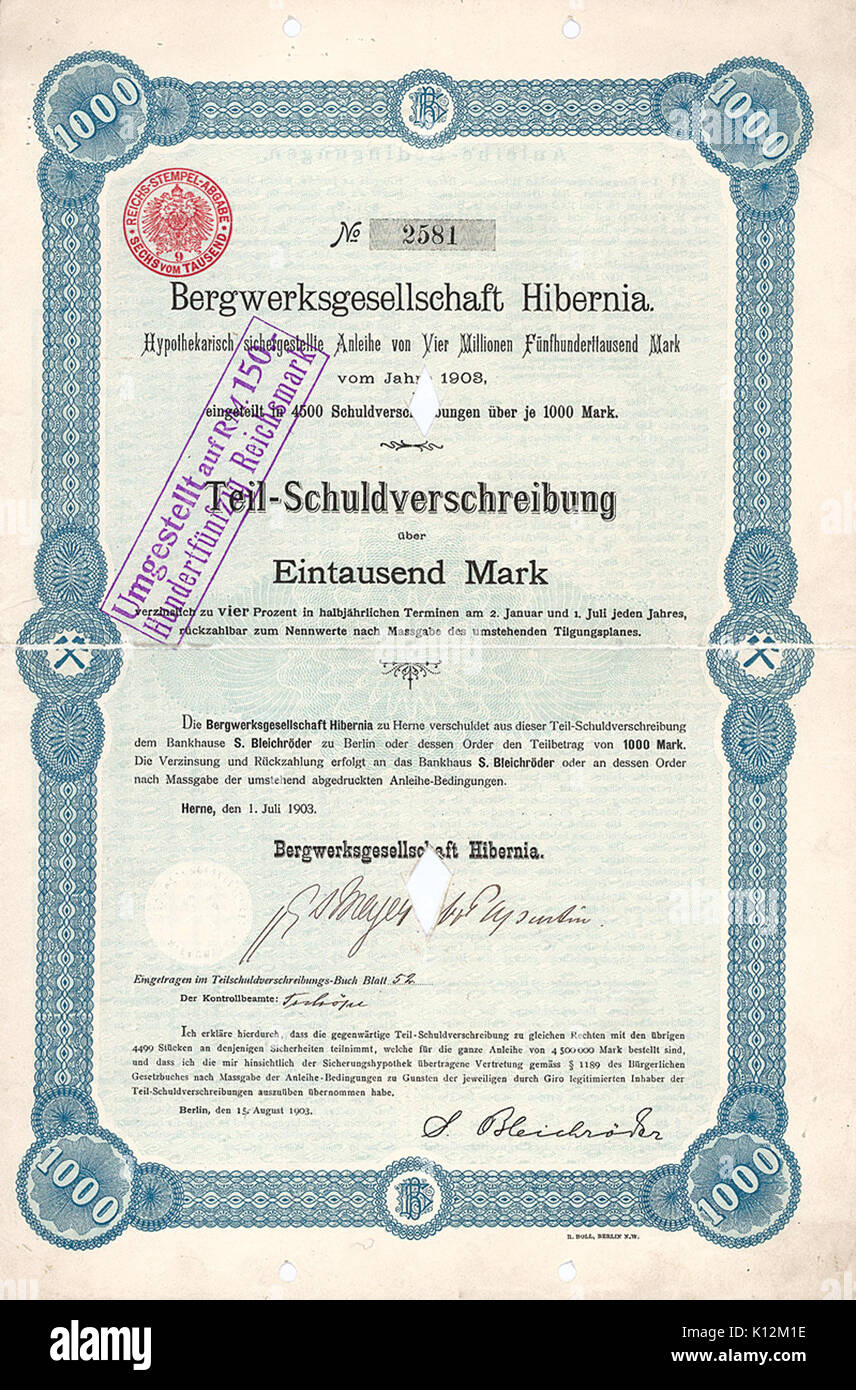 1000
1000
REICHS-STEMPEL-ABGABE
9
SECHS VOM TAUSEND
No 2581
Bergwerksgesellschaft Hibernia.
Hypothekarisch sichergestellte Anleihe von Vier Millionen Fünfhunderttausend Mark
vom Jahre 1903,
eingeteilt in 4500 Schuldverschreibungen über je 1000 Mark.
Umgestellt auf RM. 150.-
Hundertfünfzig Reichsmark
Teil-Schuldverschreibung
über
Eintausend Mark
verzinslich zu vier Prozent in halbjährlichen Terminen am 2. Januar und 1. Juli jeden Jahres,
rückzahlbar zum Nennwerte nach Massgabe des umstehenden Tilgungsplanes.
Die Bergwerksgesellschaft Hibernia zu Herne verschuldet aus dieser Teil-Schuldverschreibung
dem Bankhause S. Bleichröder zu Berlin oder dessen Order den Teilbetrag von 1000 Mark.
Die Verzinsung und Rückzahlung erfolgt an das Bankhaus S. Bleichröder oder an dessen Order
nach Massgabe der umstehend abgedruckten Anleihe-Bedingungen.
Herne, den 1. Juli 1903.
Bergwerksgesellschaft Hibernia.
Eingetragen im Teilschuldverschreibungs-Buch Blatt 52
Der Kontrollbeamte:
Ich erkläre hierdurch, dass die gegenwärtige Teil-Schuldverschreibung zu gleichen Rechten mit den übrigen
4499 Stücken an denjenigen Sicherheiten teilnimmt, welche für die ganze Anleihe von 4 500 000 Mark bestellt sind,
und dass ich die mir hinsichtlich der Sicherungshypothek übertragene Vertretung gemäss § 1189 des Bürgerlichen
Gesetzbuches nach Massgabe der Anleihe-Bedingungen zu Gunsten der jeweiligen durch Giro legitimierten Inhaber der
Teil-Schuldverschreibungen auszuüben übernommen habe.
Berlin, den 15. August 1903.
S. Bleichröder
1000
1000
R. BOLL, BERLIN N.W.
alamy
Image ID: K12M1E
www.alamy.com